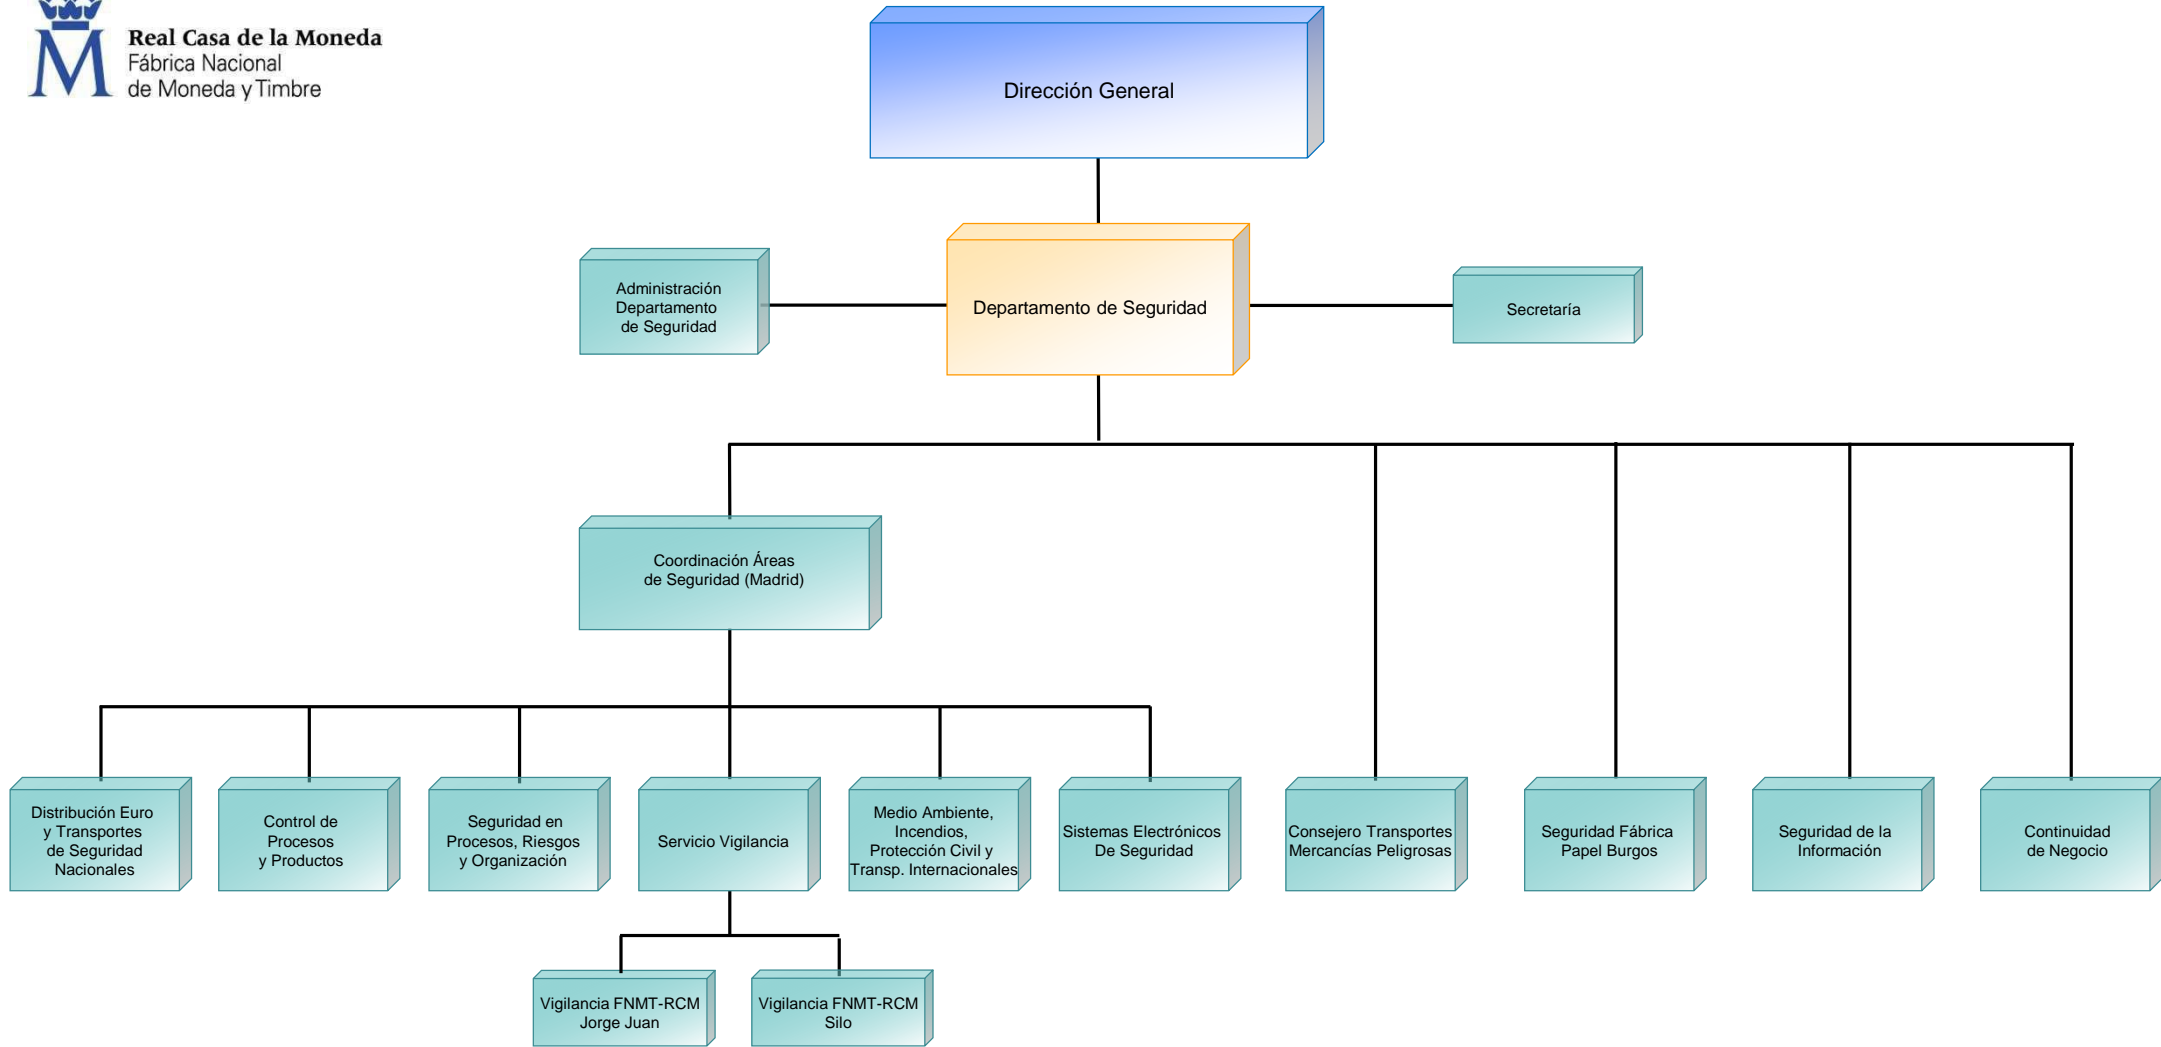 Real Casa de la Moneda
Fábrica Nacional
de Moneda y Timbre
Dirección General
Administración
Departamento
de Seguridad
Departamento de Seguridad
Secretaría
Coordinación Áreas
de Seguridad (Madrid)
Distribución Euro
y Transportes
de Seguridad
Nacionales
Control de
Procesos
y Productos
Seguridad en
Procesos, Riesgos
y Organización
Servicio Vigilancia
Medio Ambiente,
Incendios,
Protección Civil y
Transp. Internacionales
Sistemas Electrónicos
De Seguridad
Consejero Transportes
Mercancías Peligrosas
Seguridad Fábrica
Papel Burgos
Seguridad de la
Información
Continuidad
de Negocio
Vigilancia FNMT-RCM
Jorge Juan
Vigilancia FNMT-RCM
Silo